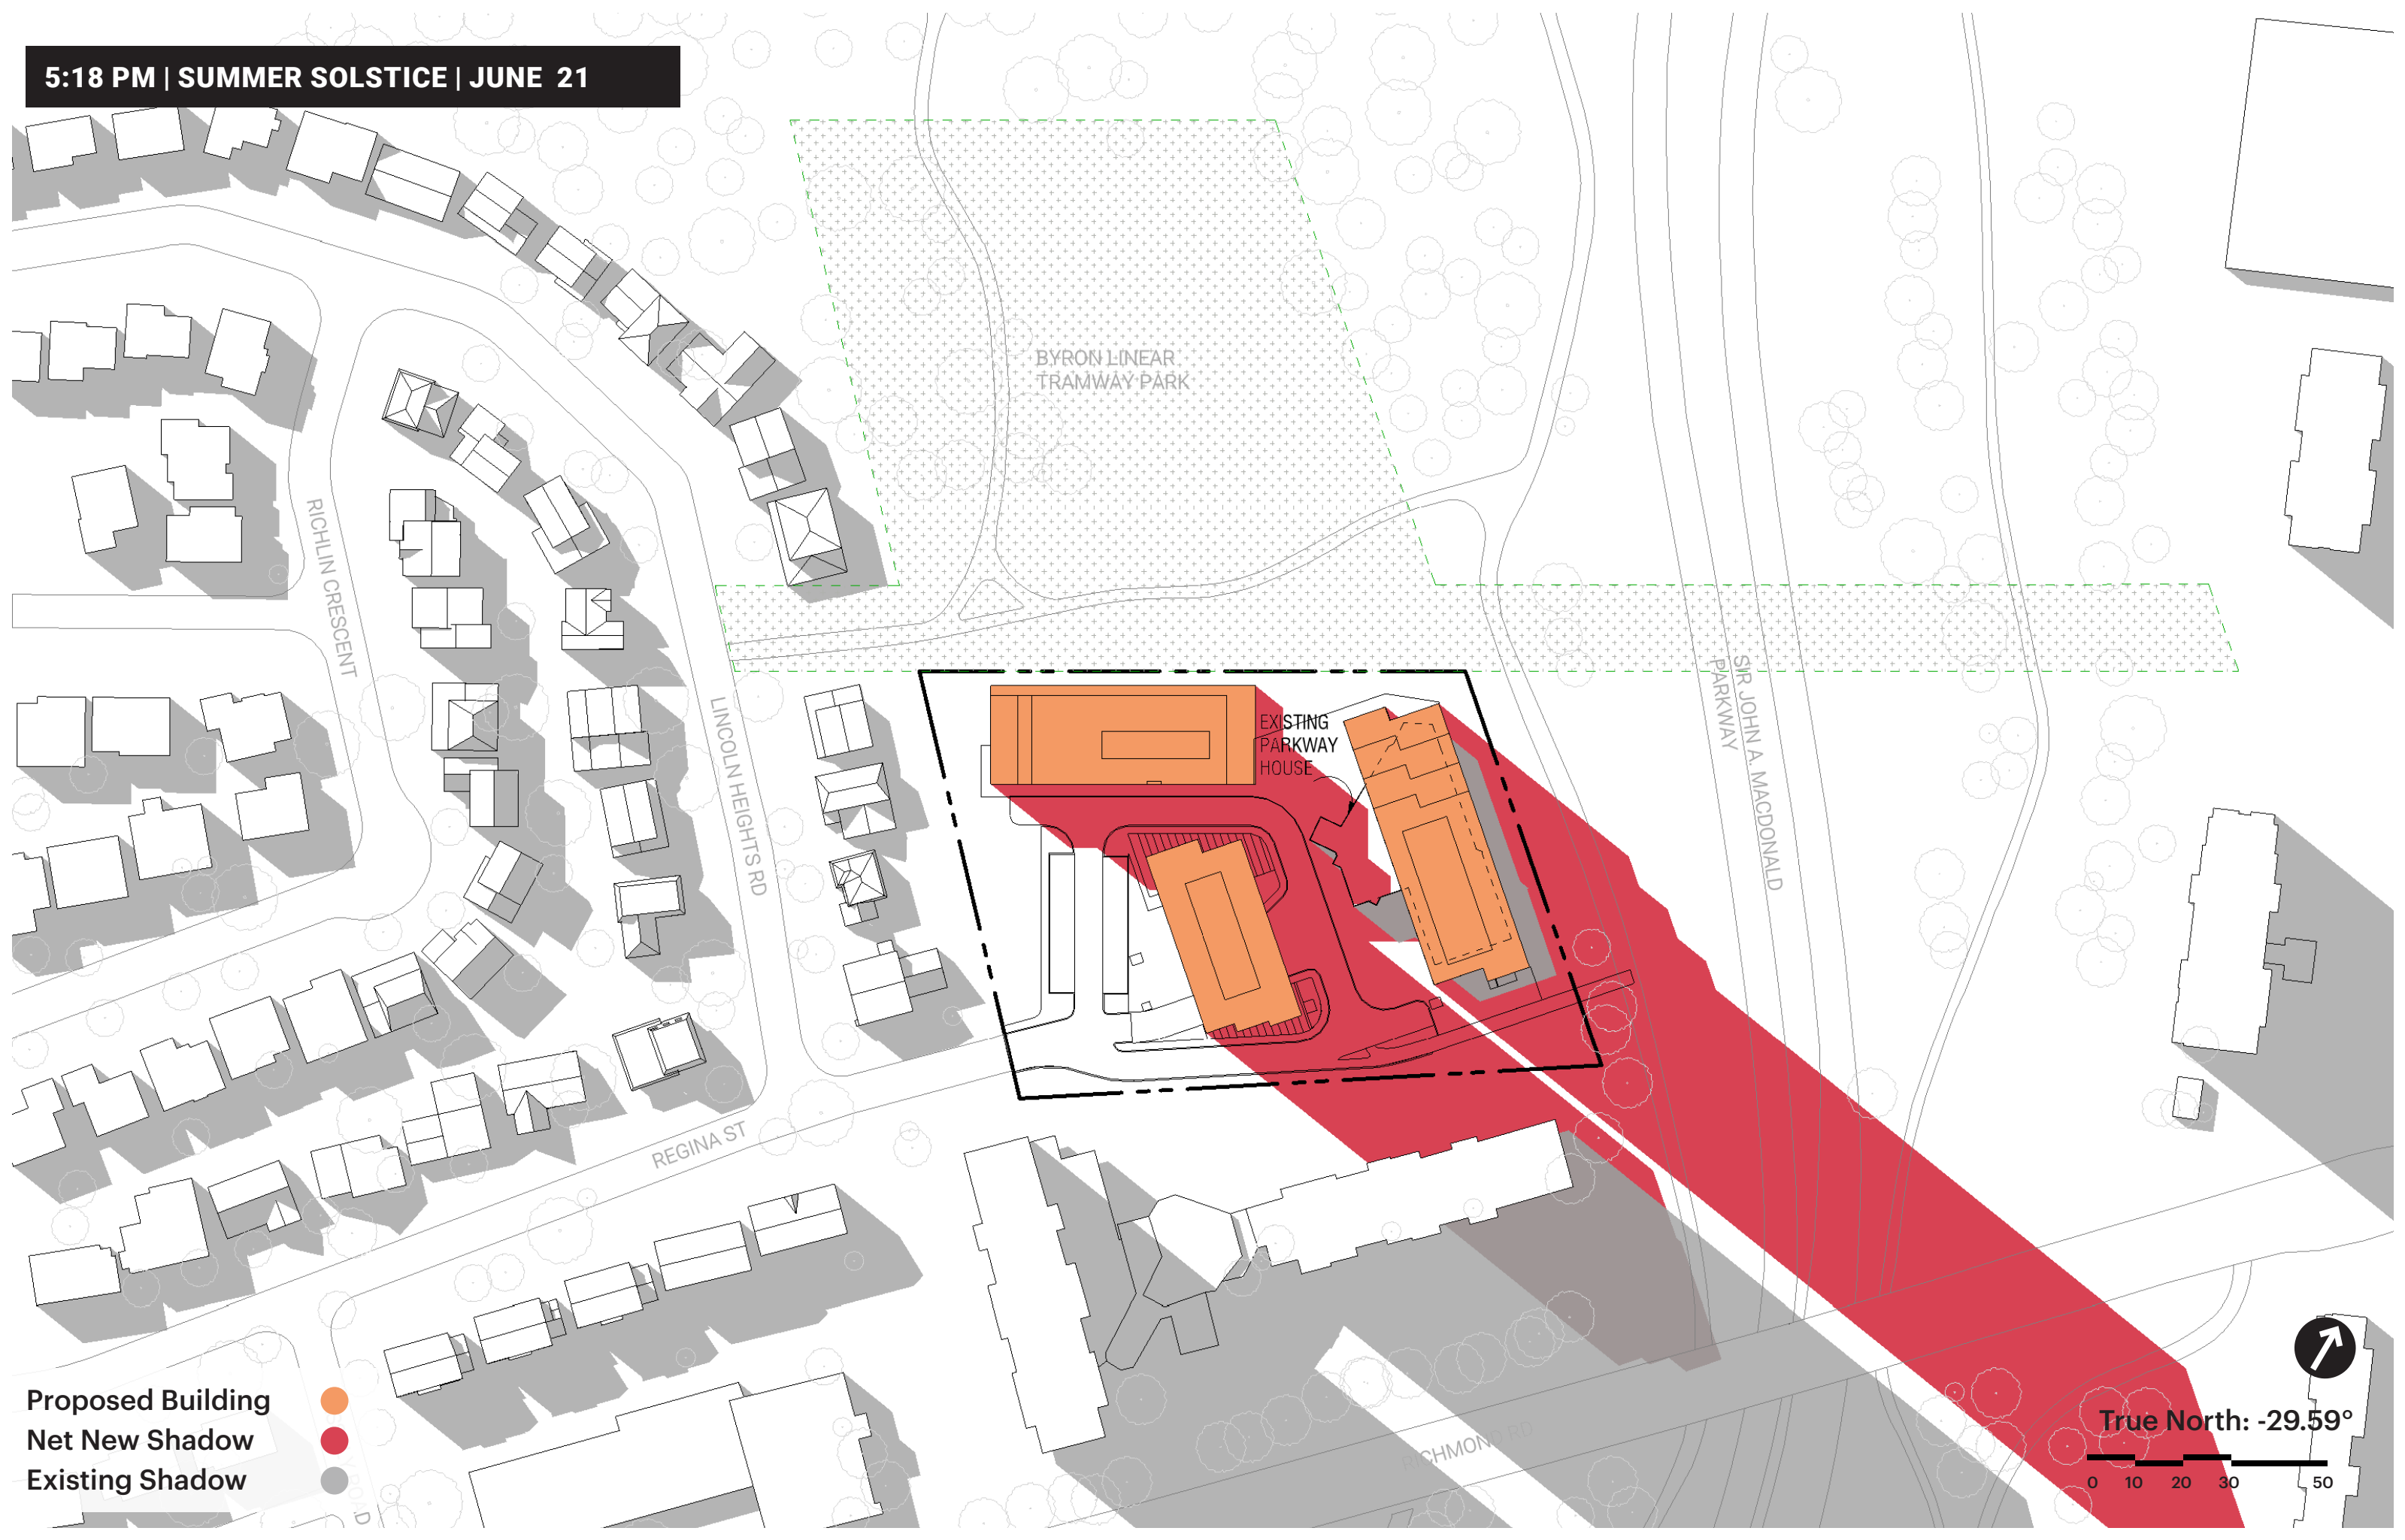 5:18 PM | SUMMER SOLSTICE | JUNE 21
BYRON LINEAR
TRAMWAY PARK
RICHLIN CRESCENT
LINCOLN HEIGHTS RD
EXISTING
PARKWAY
HOUSE
SIR JOHN A. MACDONALD
PARKWAY
REGINA ST
RICHMOND RD
Proposed Building
Net New Shadow
Existing Shadow
True North: -29.59°
0 10 20 30 50